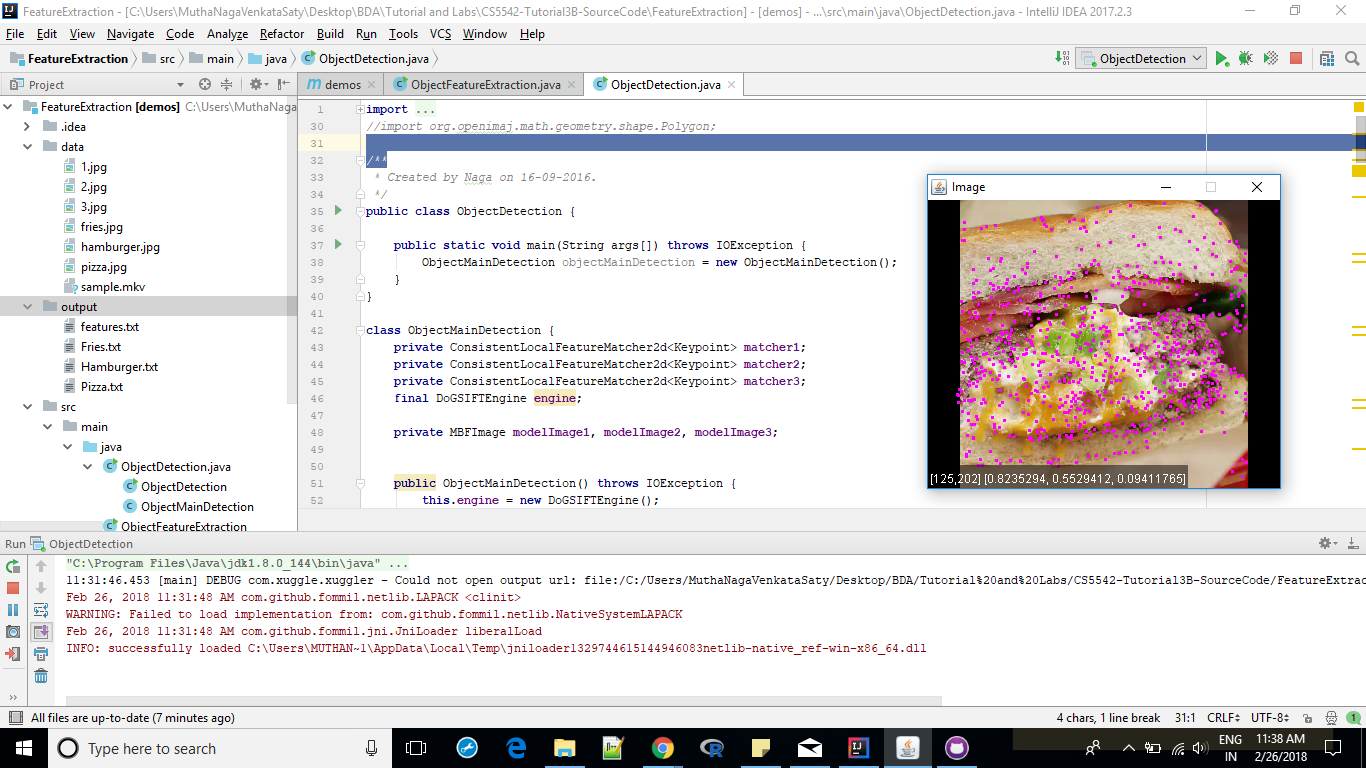 FeatureExtraction - [C:\Users\MuthaNagaVenkataSaty\Desktop\BDA\Tutorial and Labs\CS5542-Tutorial3B-SourceCode\FeatureExtraction] - [demos] - ...\src\main\java\ObjectDetection.java - IntelliJ IDEA 2017.2.3
File Edit View Navigate Code Analyze Refactor Build Run Tools VCS Window Help
FeatureExtraction src main java ObjectDetection.java
ObjectDetection
Project
demos ObjectFeatureExtraction.java ObjectDetection.java
FeatureExtraction [demos] C:\Users\MuthaNaga
.idea
data
1.jpg
2.jpg
3.jpg
fries.jpg
hamburger.jpg
pizza.jpg
sample.mkv
output
features.txt
Fries.txt
Hamburger.txt
Pizza.txt
src
main
java
ObjectDetection.java
ObjectDetection
ObjectMainDetection
ObjectFeatureExtraction
1 import ...
30 //import org.openimaj.math.geometry.shape.Polygon;
31
32 /**
33 * Created by Naga on 16-09-2016.
34 */
35 public class ObjectDetection {
36
37 public static void main(String args[]) throws IOException {
38 ObjectMainDetection objectMainDetection = new ObjectMainDetection();
39 }
40 }
41
42 class ObjectMainDetection {
43 private ConsistentLocalFeatureMatcher2d<Keypoint> matcher1;
44 private ConsistentLocalFeatureMatcher2d<Keypoint> matcher2;
45 private ConsistentLocalFeatureMatcher2d<Keypoint> matcher3;
46 final DoGSIFTEngine engine;
47
48 private MBFImage modelImage1, modelImage2, modelImage3;
49
50
51 public ObjectMainDetection() throws IOException {
52 this.engine = new DoGSIFTEngine();
Image
[125,202] [0.8235294, 0.5529412, 0.09411765]
Run ObjectDetection
"C:\Program Files\Java\jdk1.8.0_144\bin\java" ...
11:31:46.453 [main] DEBUG com.xuggle.xuggler - Could not open output url: file:/C:/Users/MuthaNagaVenkataSaty/Desktop/BDA/Tutorial%20and%20Labs/CS5542-Tutorial3B-SourceCode/FeatureExtrac
Feb 26, 2018 11:31:48 AM com.github.fommil.netlib.LAPACK <clinit>
WARNING: Failed to load implementation from: com.github.fommil.netlib.NativeSystemLAPACK
Feb 26, 2018 11:31:48 AM com.github.fommil.jni.JniLoader liberalLoad
INFO: successfully loaded C:\Users\MUTHAN~1\AppData\Local\Temp\jniloader1329744615144946083netlib-native_ref-win-x86_64.dll
All files are up-to-date (7 minutes ago)
4 chars, 1 line break 31:1 CRLF UTF-8 1
Type here to search
ENG 11:38 AM
IN 2/26/2018